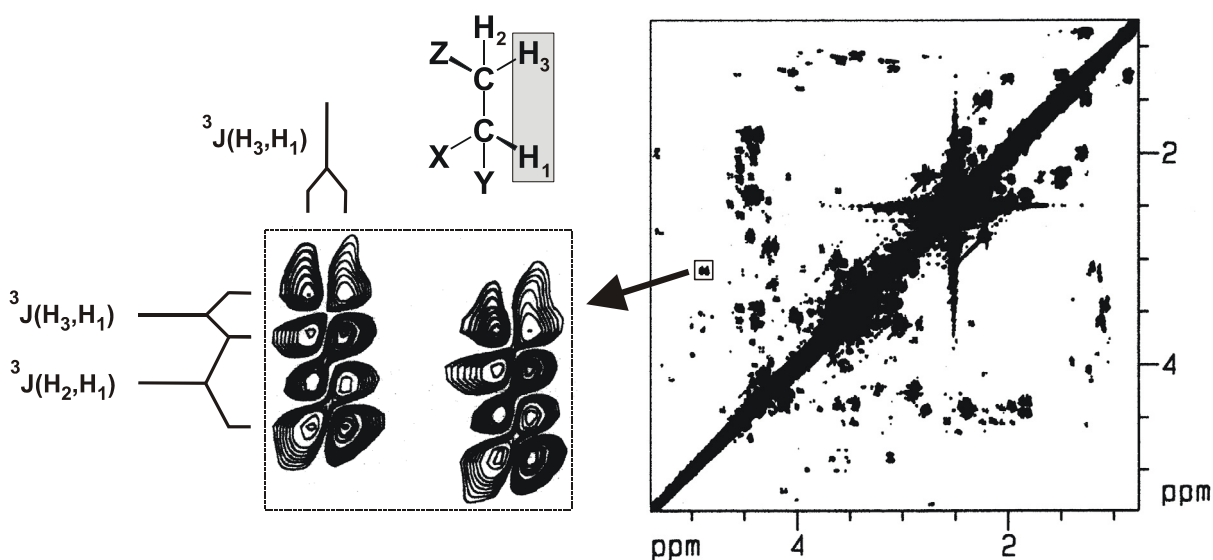 H₂
Z H₃
C
C
X H₁
Y
³J(H₃,H₁)
³J(H₃,H₁)
³J(H₂,H₁)
2
4
ppm
ppm 4 2